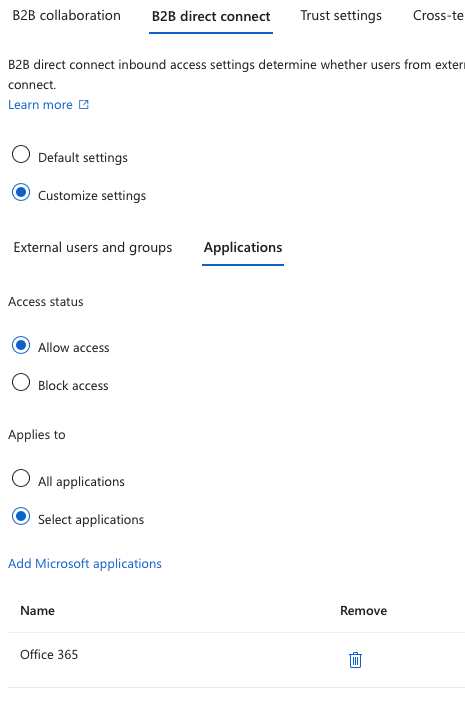 B2B collaboration B2B direct connect Trust settings Cross-te
B2B direct connect inbound access settings determine whether users from exter
connect.
Learn more
Default settings
Customize settings
External users and groups Applications
Access status
Allow access
Block access
Applies to
All applications
Select applications
Add Microsoft applications
Name Remove
Office 365